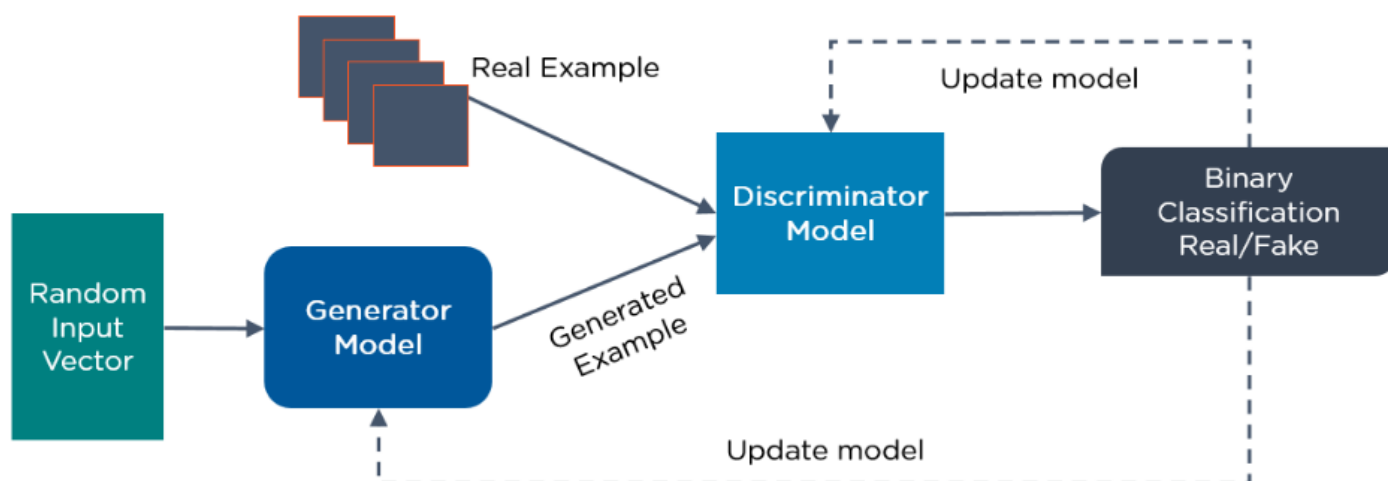 Real Example
Update model
Discriminator
Model
Binary
Classification
Real/Fake
Random
Input
Vector
Generator
Model
Generated
Example
Update model